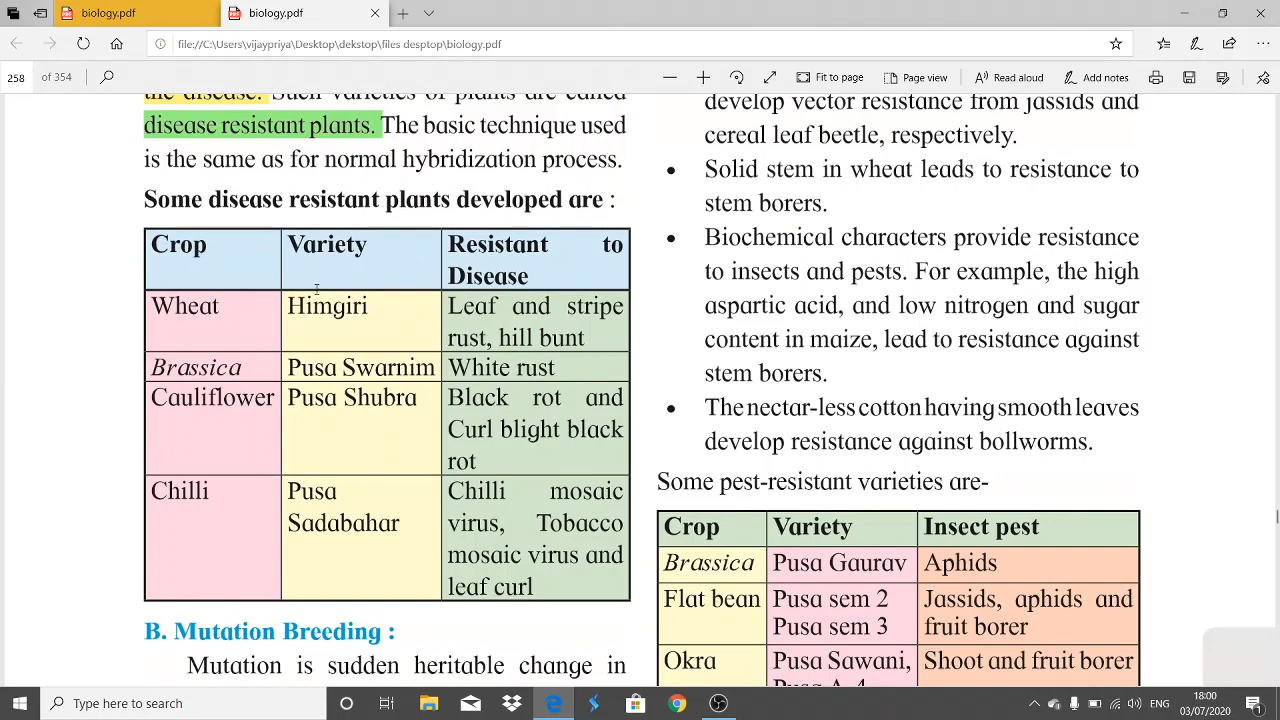 biology.pdf
biology.pdf
file://C:\Users\vijaypriya\Desktop\dekstop\files desptop\biology.pdf
258 of 354
Fit to page
Page view
Read aloud
Add notes
the disease. Such varieties of plants are called
disease resistant plants. The basic technique used
is the same as for normal hybridization process.
Some disease resistant plants developed are :
Crop Variety Resistant to
Disease
Wheat Himgiri Leaf and stripe
rust, hill bunt
Brassica Pusa Swarnim White rust
Cauliflower Pusa Shubra Black rot and
Curl blight black
rot
Chilli Pusa Chilli mosaic
Sadabahar virus, Tobacco
mosaic virus and
leaf curl
B. Mutation Breeding :
Mutation is sudden heritable change in
develop vector resistance from jassids and
cereal leaf beetle, respectively.
• Solid stem in wheat leads to resistance to
stem borers.
• Biochemical characters provide resistance
to insects and pests. For example, the high
aspartic acid, and low nitrogen and sugar
content in maize, lead to resistance against
stem borers.
• The nectar-less cotton having smooth leaves
develop resistance against bollworms.
Some pest-resistant varieties are-
Crop Variety Insect pest
Brassica Pusa Gaurav Aphids
Flat bean Pusa sem 2 Jassids, aphids and
Pusa sem 3 fruit borer
Okra Pusa Sawani, Shoot and fruit borer
Pusa A-4
Type here to search
ENG
18:00
03/07/2020